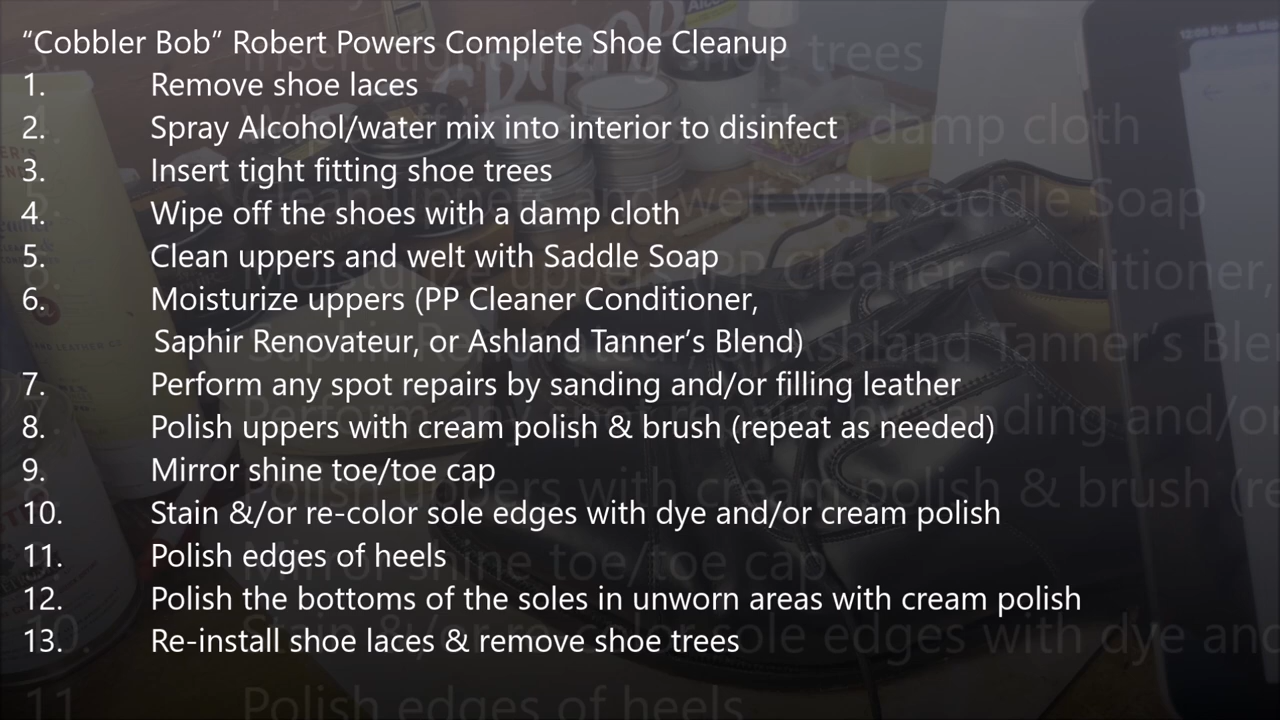 “Cobbler Bob” Robert Powers Complete Shoe Cleanup
1. Remove shoe laces
2. Spray Alcohol/water mix into interior to disinfect
3. Insert tight fitting shoe trees
4. Wipe off the shoes with a damp cloth
5. Clean uppers and welt with Saddle Soap
6. Moisturize uppers (PP Cleaner Conditioner,
Saphir Renovateur, or Ashland Tanner’s Blend)
7. Perform any spot repairs by sanding and/or filling leather
8. Polish uppers with cream polish & brush (repeat as needed)
9. Mirror shine toe/toe cap
10. Stain &/or re-color sole edges with dye and/or cream polish
11. Polish edges of heels
12. Polish the bottoms of the soles in unworn areas with cream polish
13. Re-install shoe laces & remove shoe trees